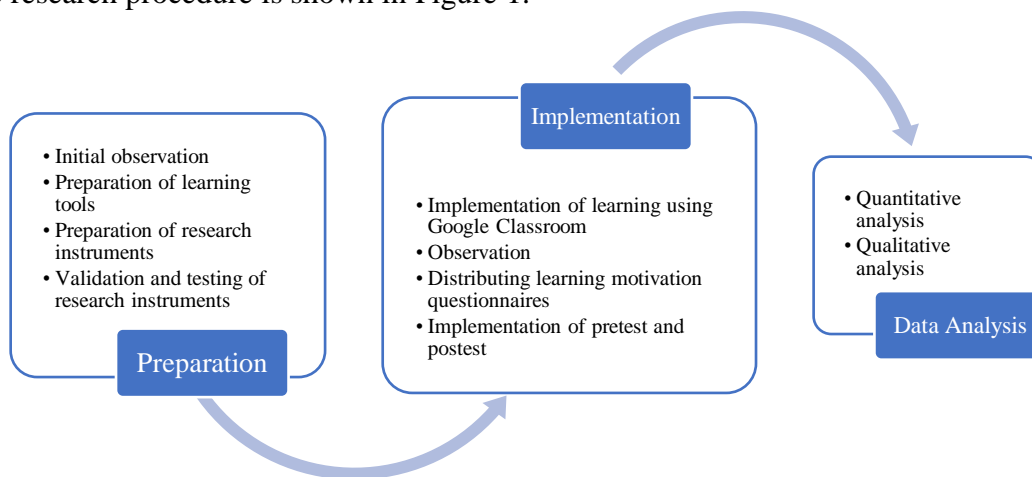 research procedure is shown in Figure 1.
• Initial observation
• Preparation of learning
tools
• Preparation of research
instruments
• Validation and testing of
research instruments
Preparation
Implementation
• Implementation of learning using
Google Classroom
• Observation
• Distributing learning motivation
questionnaires
• Implementation of pretest and
postest
• Quantitative
analysis
• Qualitative
analysis
Data Analysis